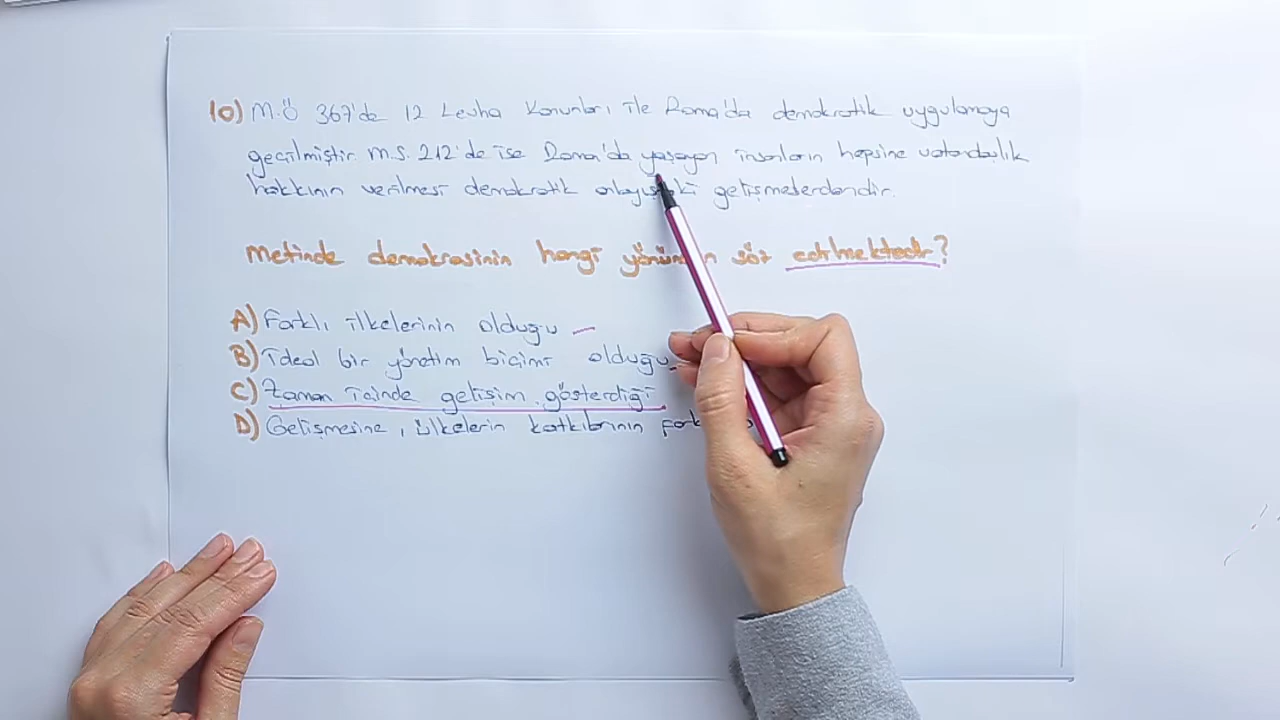 10) M.Ö 367'de 12 Levha Kanunları ile Roma'da demokratik uygulamaya
geçilmiştir. M.S. 212'de ise Roma'da yaşayan insanların hepsine vatandaşlık
hakkının verilmesi demokratik gelişmelerdendir.
Metinde demokrasinin hangi söz edilmektedir?
A) Farklı ilkelerinin olduğu
B) İdeal bir yönetim biçimi olduğu
C) Zaman içinde gelişim gösterdiği
D) Gelişmesine, ülkelerin katkılarının